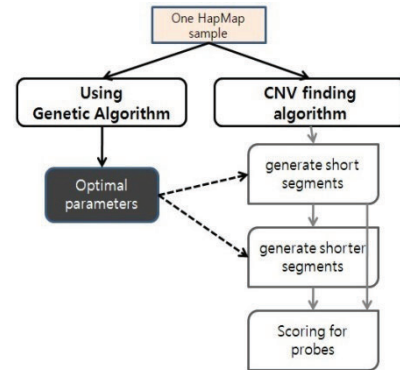 One HapMap
sample
Using
Genetic Algorithm
CNV finding
algorithm
Optimal
parameters
generate short
segments
generate shorter
segments
Scoring for
probes